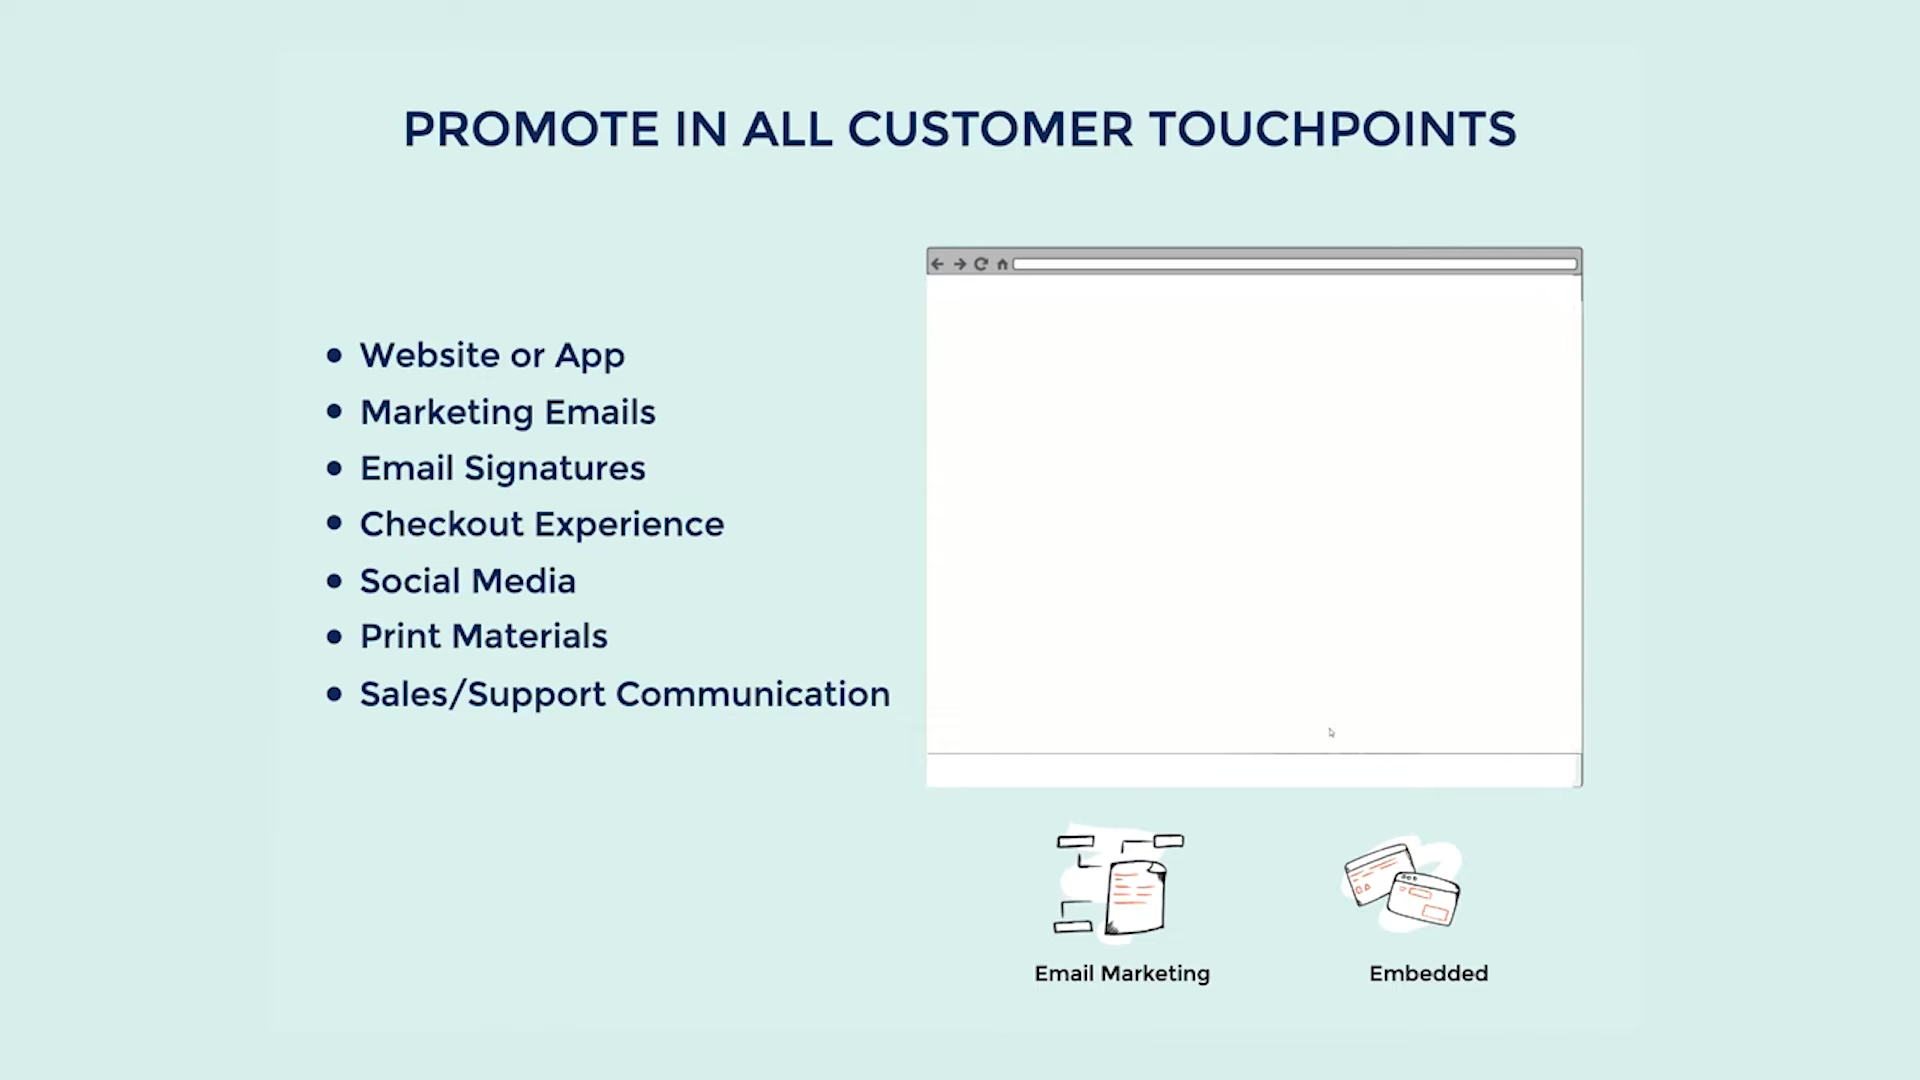 PROMOTE IN ALL CUSTOMER TOUCHPOINTS
• Website or App
• Marketing Emails
• Email Signatures
• Checkout Experience
• Social Media
• Print Materials
• Sales/Support Communication
Email Marketing
Embedded